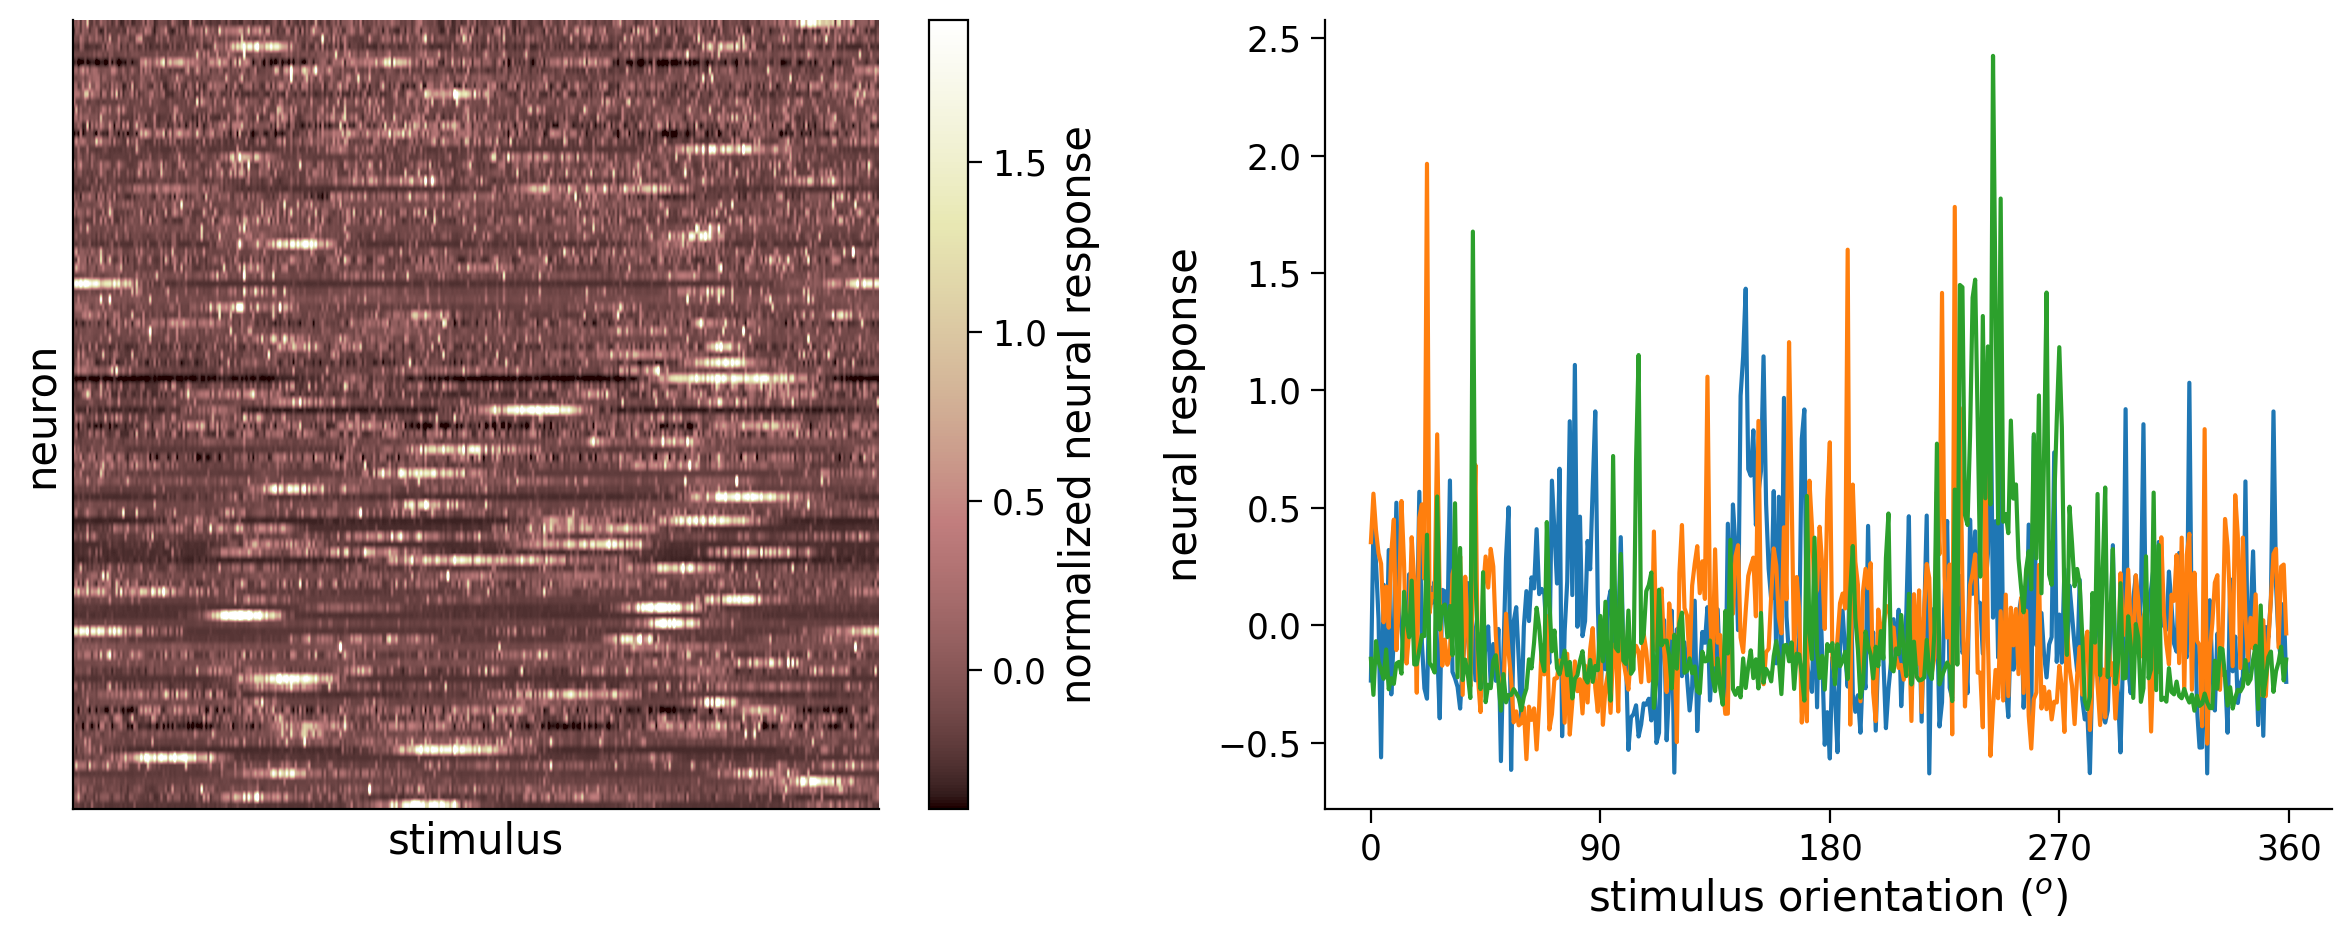 neuron
stimulus
1.5
1.0
0.5
0.0
normalized neural response
2.5
2.0
1.5
1.0
0.5
0.0
−0.5
neural response
0 90 180 270 360
stimulus orientation (°)